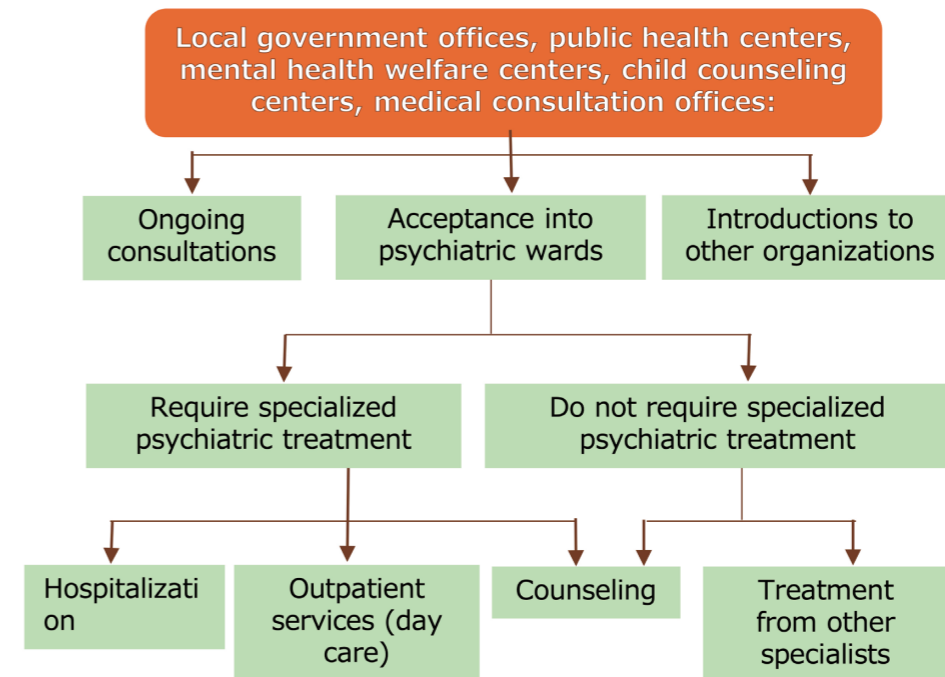 Local government offices, public health centers,
mental health welfare centers, child counseling
centers, medical consultation offices:
Ongoing
consultations
Acceptance into
psychiatric wards
Introductions to
other organizations
Require specialized
psychiatric treatment
Do not require specialized
psychiatric treatment
Hospitalizati
on
Outpatient
services (day
care)
Counseling
Treatment
from other
specialists